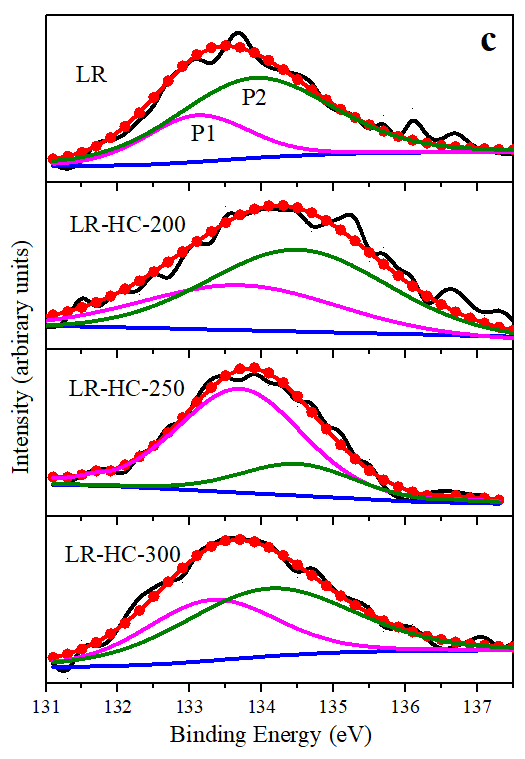 c
LR
P2
P1
LR-HC-200
LR-HC-250
LR-HC-300
Intensity (arbirary units)
131 132 133 134 135 136 137
Binding Energy (eV)